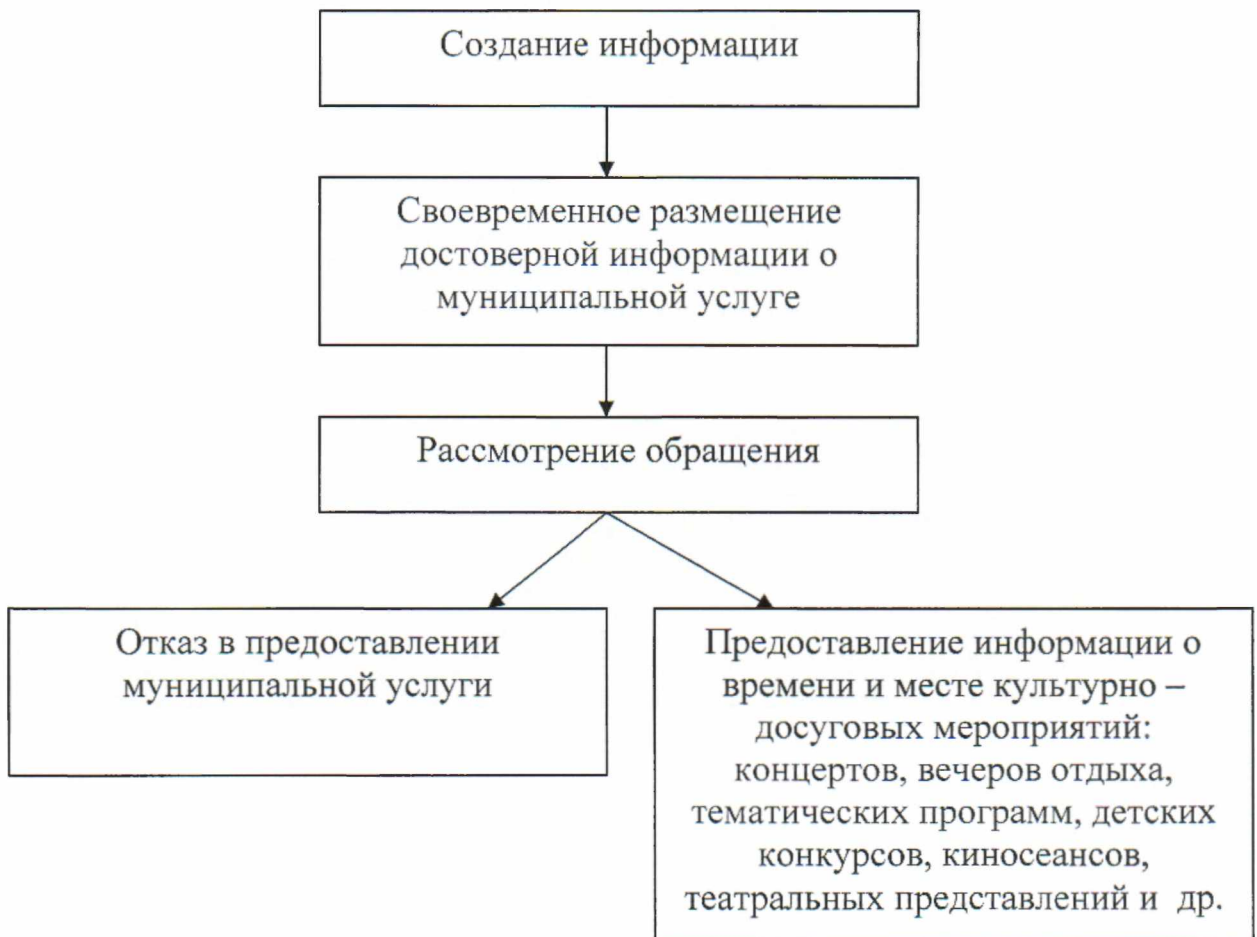 Создание информации
Своевременное размещение
достоверной информации о
муниципальной услуге
Рассмотрение обращения
Отказ в предоставлении
муниципальной услуги
Предоставление информации о
времени и месте культурно –
досуговых мероприятий:
концертов, вечеров отдыха,
тематических программ, детских
конкурсов, киносеансов,
театральных представлений и др.